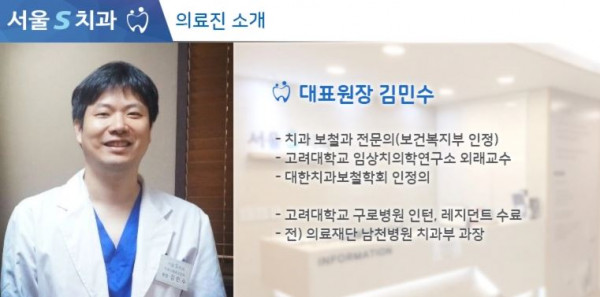 서울 S 치과
의료진 소개
대표원장 김민수
- 치과 보철과 전문의(보건복지부 인정)
- 고려대학교 임상치의학연구소 외래교수
- 대한치과보철학회 인정의
- 고려대학교 구로병원 인턴, 레지던트 수료
- 전) 의료재단 남천병원 치과부 과장
INFORMATION